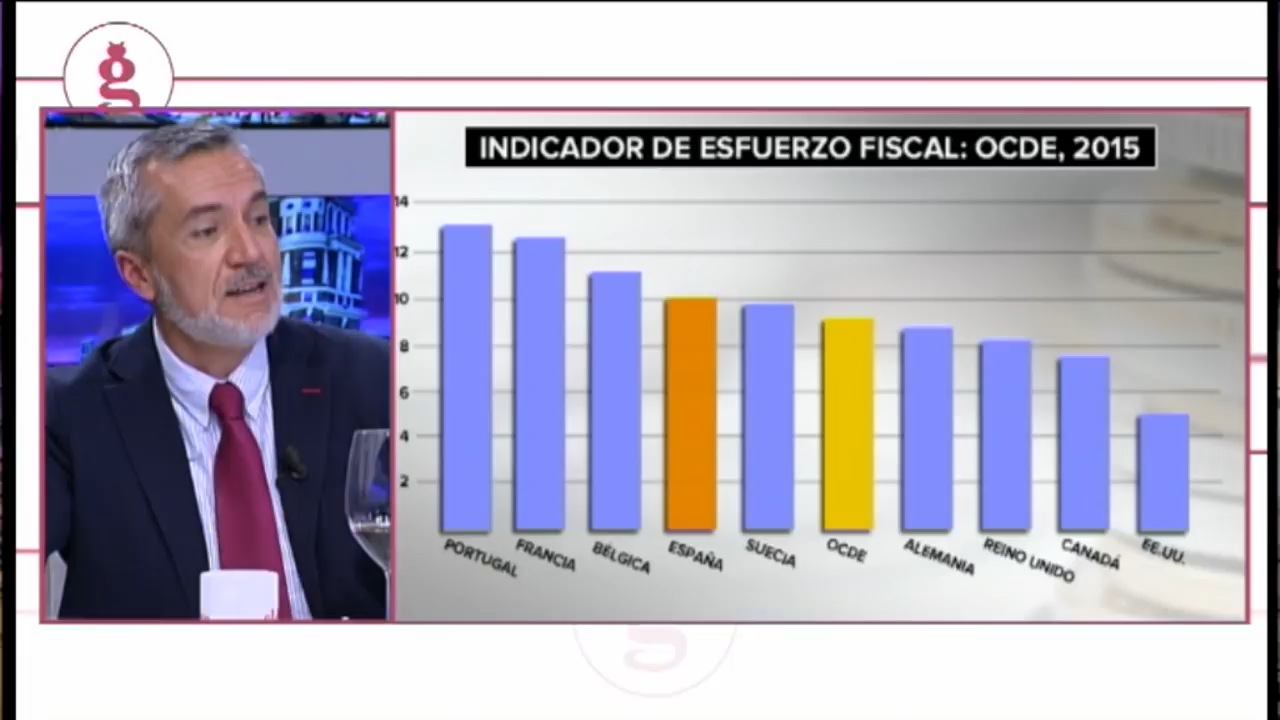 g
INDICADOR DE ESFUERZO FISCAL: OCDE, 2015
14
12
10
8
6
4
2
PORTUGAL
FRANCIA
BÉLGICA
ESPAÑA
SUECIA
OCDE
ALEMANIA
REINO UNIDO
CANADÁ
EE.UU.
g